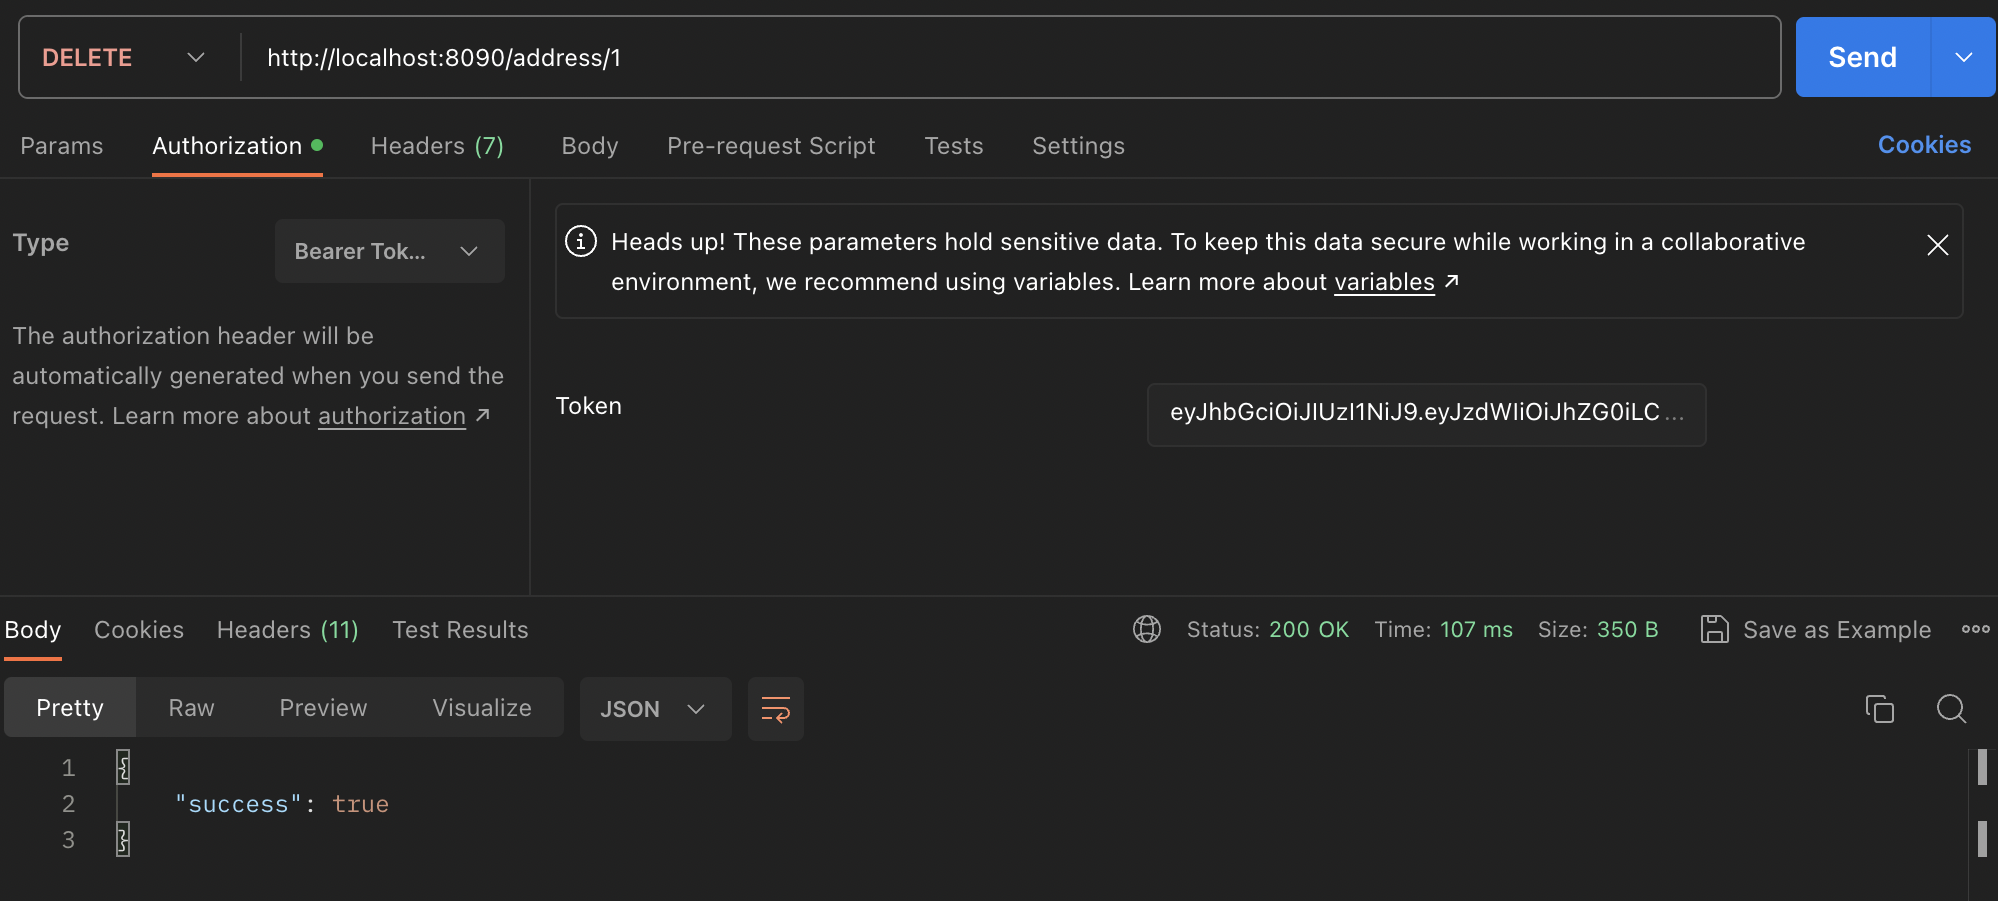 DELETE http://localhost:8090/address/1 Send
Params Authorization Headers (7) Body Pre-request Script Tests Settings Cookies
Type Bearer Tok...
The authorization header will be
automatically generated when you send the
request. Learn more about authorization ↗
Heads up! These parameters hold sensitive data. To keep this data secure while working in a collaborative
environment, we recommend using variables. Learn more about variables ↗
Token eyJhbGciOiJIUzI1NiJ9.eyJzdWIiOiJhZG0iLC...
Body Cookies Headers (11) Test Results Status: 200 OK Time: 107 ms Size: 350 B Save as Example
Pretty Raw Preview Visualize JSON
1 {
2 "success": true
3 }